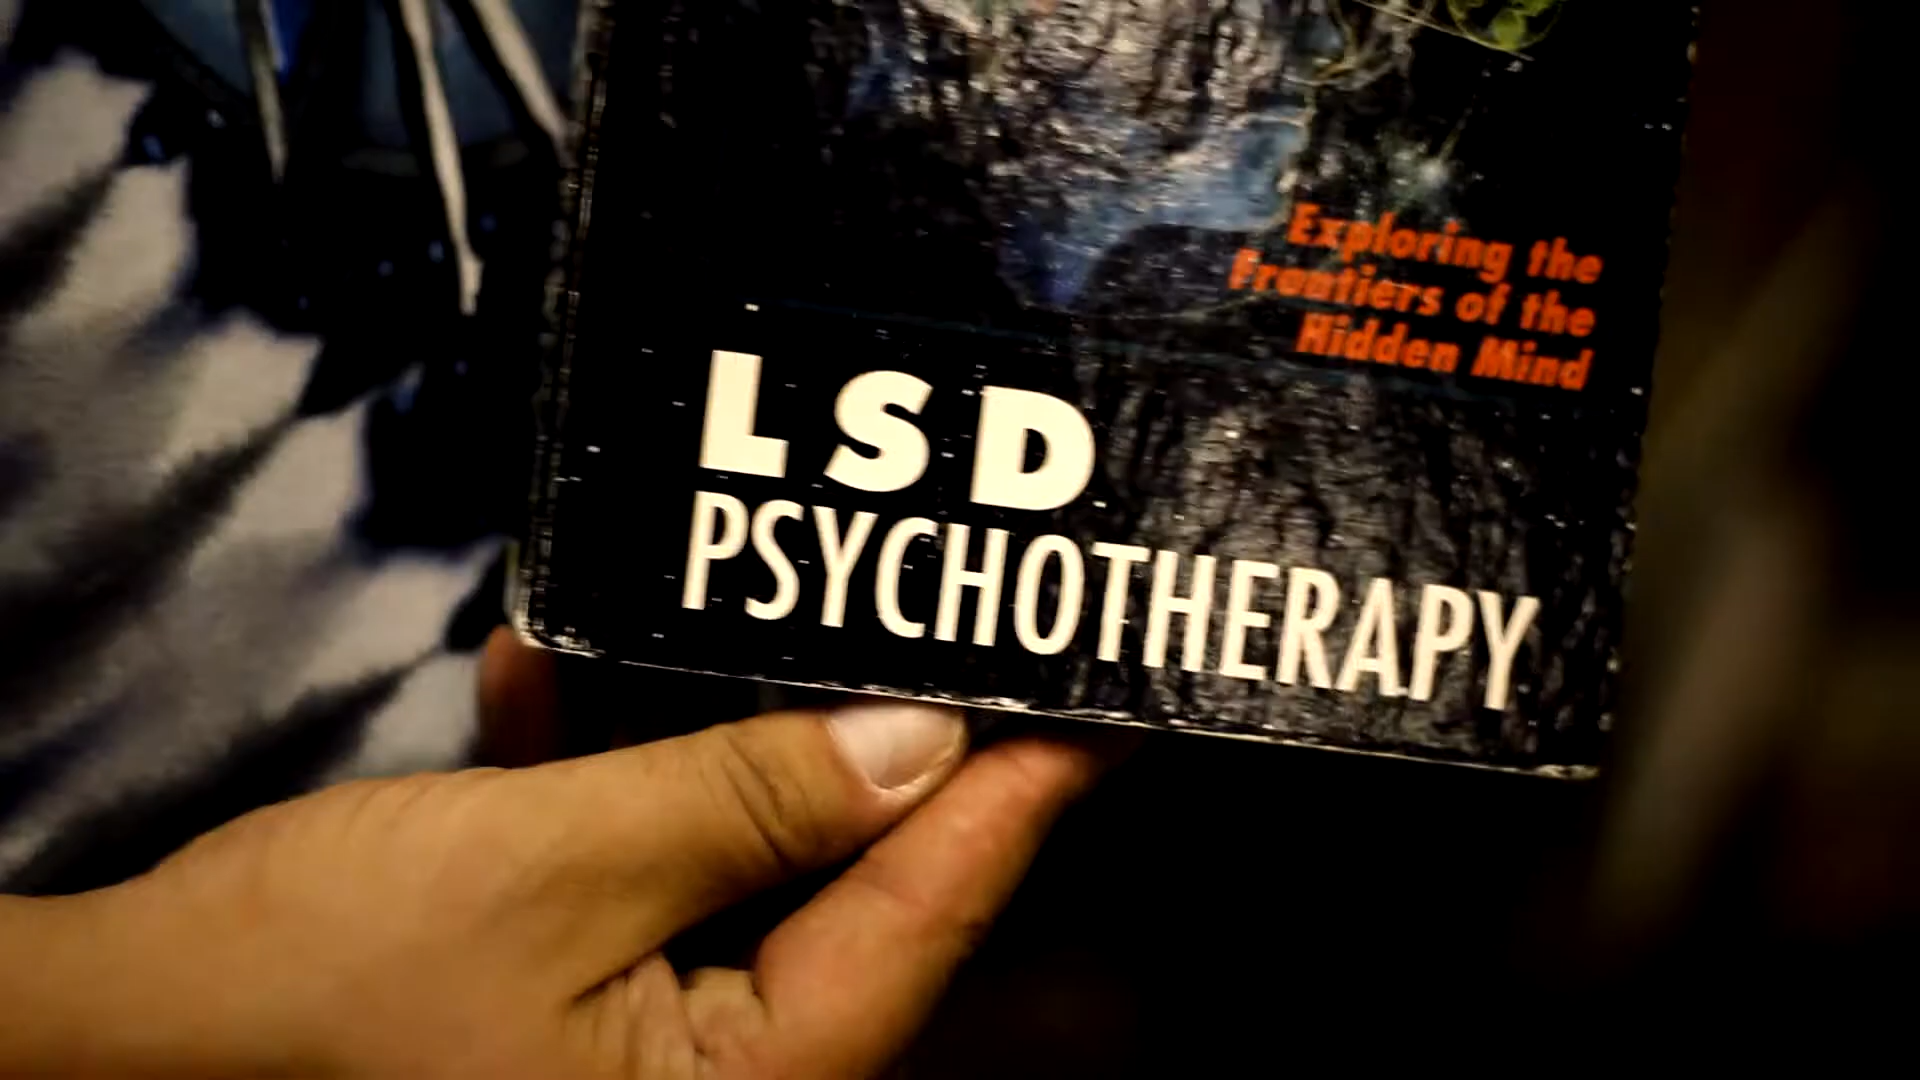 Exploring the
Frontiers of the
Hidden Mind
LSD
PSYCHOTHERAPY